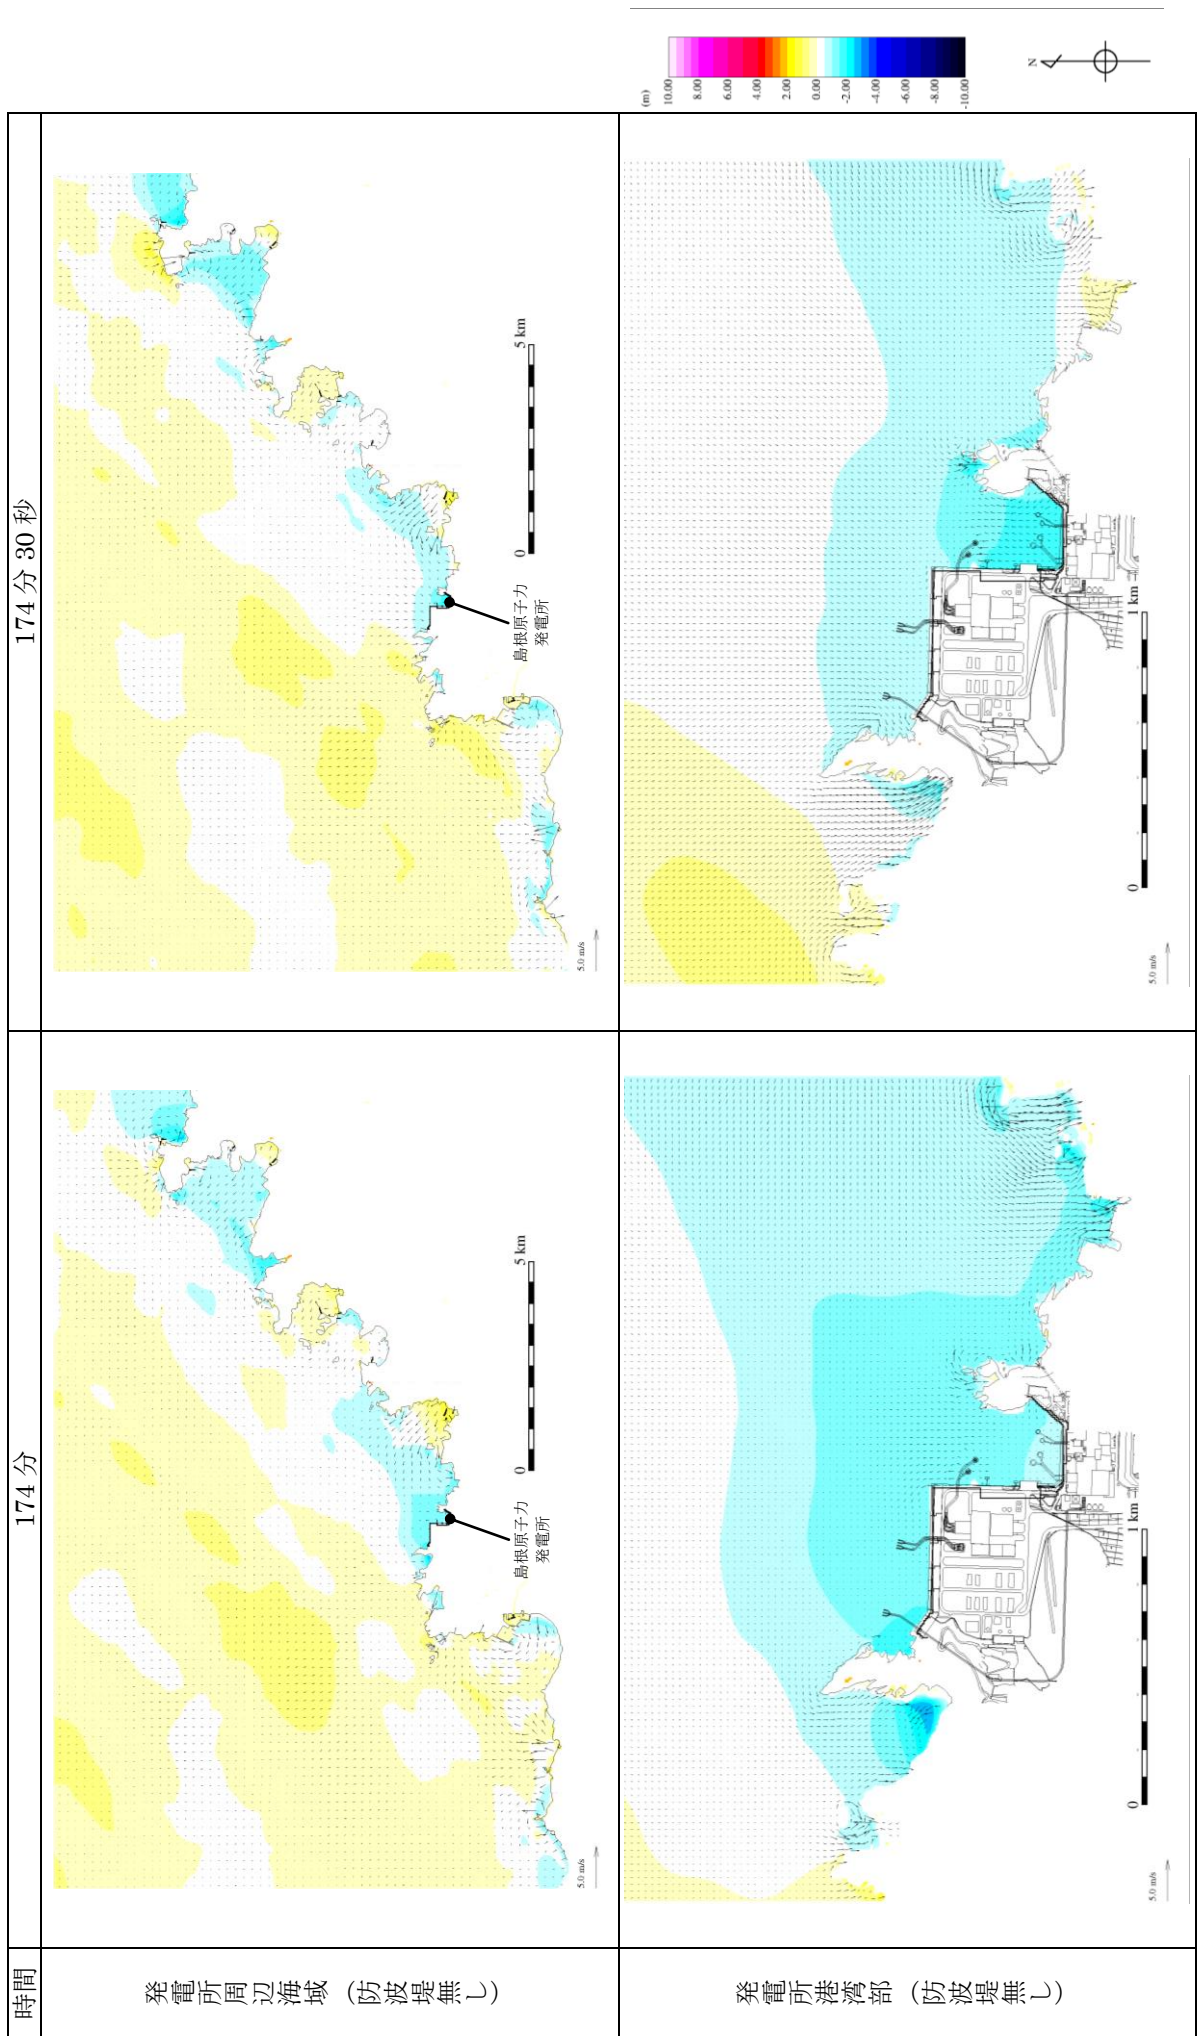 時間
174分
174分30秒
発電所周辺海域（防波堤無し）
島根原子力
発電所
0
5 km
5.0 m/s
島根原子力
発電所
0
5 km
5.0 m/s
発電所港湾部（防波堤無し）
0
1 km
5.0 m/s
0
1 km
5.0 m/s
(m)
10.00
8.00
6.00
4.00
2.00
0.00
-2.00
-4.00
-6.00
-8.00
-10.00
N